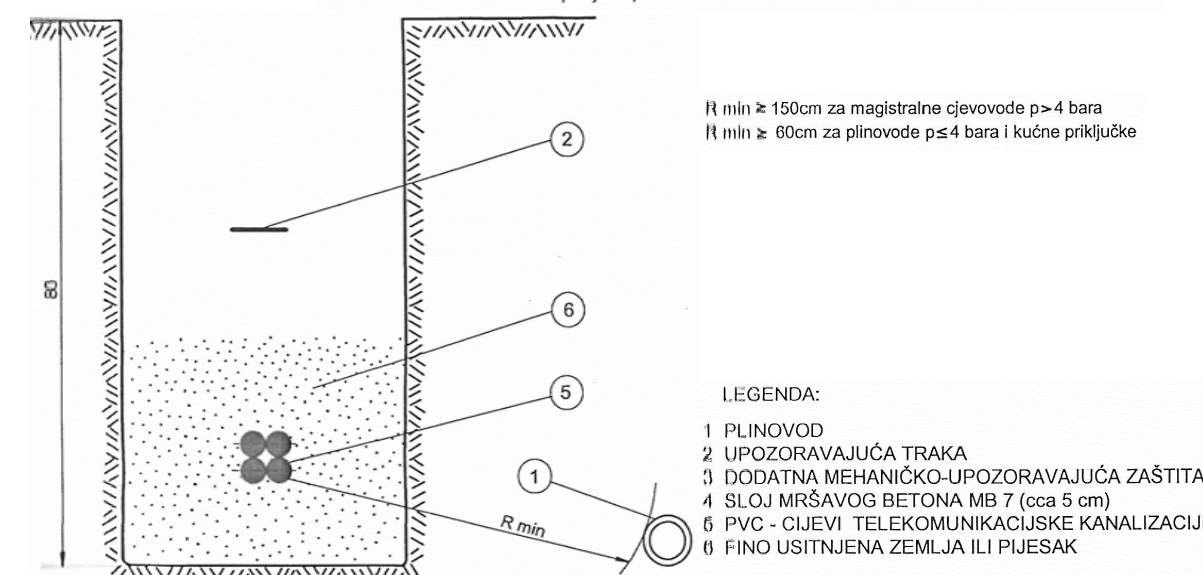 R min ≥ 150cm za magistralne cjevovode p>4 bara
R min ≥ 60cm za plinovode p≤4 bara i kućne priključke
2
80
6
5
1
R min
LEGENDA:
1 PLINOVOD
2 UPOZORAVAJUĆA TRAKA
3 DODATNA MEHANIČKO-UPOZORAVAJUĆA ZAŠTITA
4 SLOJ MRŠAVOG BETONA MB 7 (cca 5 cm)
5 PVC - CIJEVI TELEKOMUNIKACIJSKE KANALIZACIJ
6 FINO USITNJENA ZEMLJA ILI PIJESAK